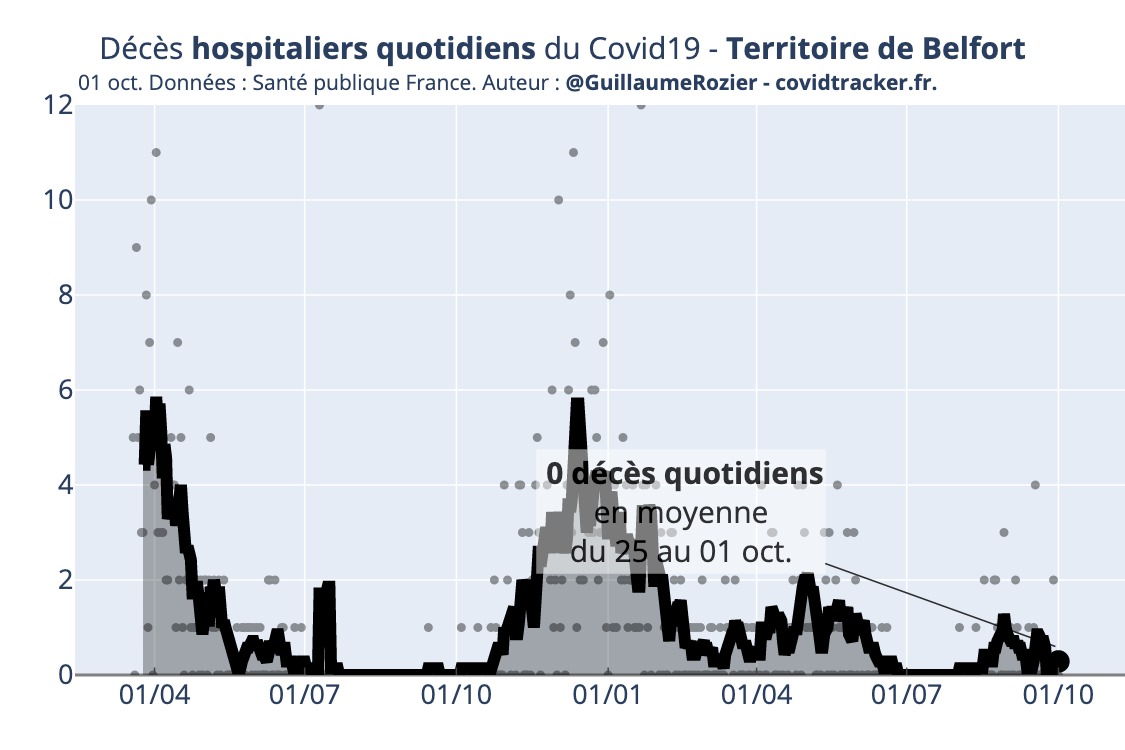 Décès hospitaliers quotidiens du Covid19 - Territoire de Belfort
01 oct. Données : Santé publique France. Auteur : @GuillaumeRozier - covidtracker.fr.
12
10
8
6
4
2
0
0 décès quotidiens
en moyenne
du 25 au 01 oct.
01/04 01/07 01/10 01/01 01/04 01/07 01/10